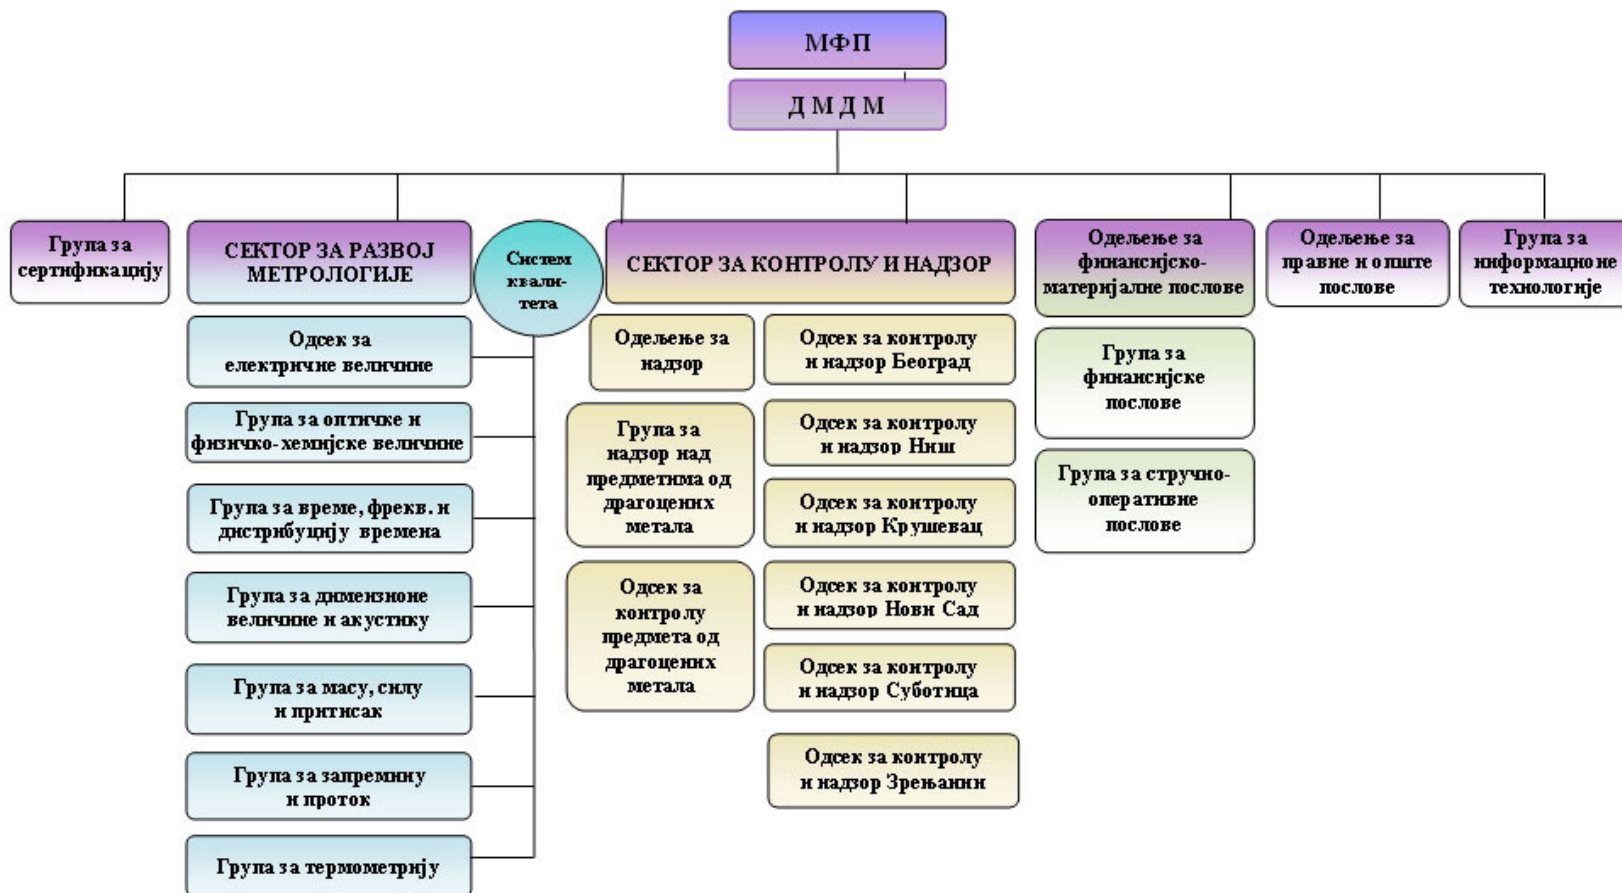 МФП
Д М Д М
Група за
сертификацију
СЕКТОР ЗА РАЗВОЈ
МЕТРОЛОГИЈЕ
Систем
квали-
тета
СЕКТОР ЗА КОНТРОЛУ И НАДЗОР
Одељење за
финансијско-
материјалне послове
Одељење за
правне и опште
послове
Група за
информационе
технологије
Одсек за
електричне величине
Група за оптичке и
физичко-хемијске величине
Група за време, фрекв. и
дистрибуцију времена
Група за димензионе
величине и акустику
Група за масу, силу
и притисак
Група за запремину
и проток
Група за термометрију
Одељење за
надзор
Група за
надзор над
предметима од
драгоцених
метала
Одсек за
контролу
предмета од
драгоцених
метала
Одсек за контролу
и надзор Београд
Одсек за контролу
и надзор Ниш
Одсек за контролу
и надзор Крушевац
Одсек за контролу
и надзор Нови Сад
Одсек за контролу
и надзор Суботица
Одсек за контролу
и надзор Зрењанин
Група за
финансијске
послове
Група за стручно-
оперативне
послове